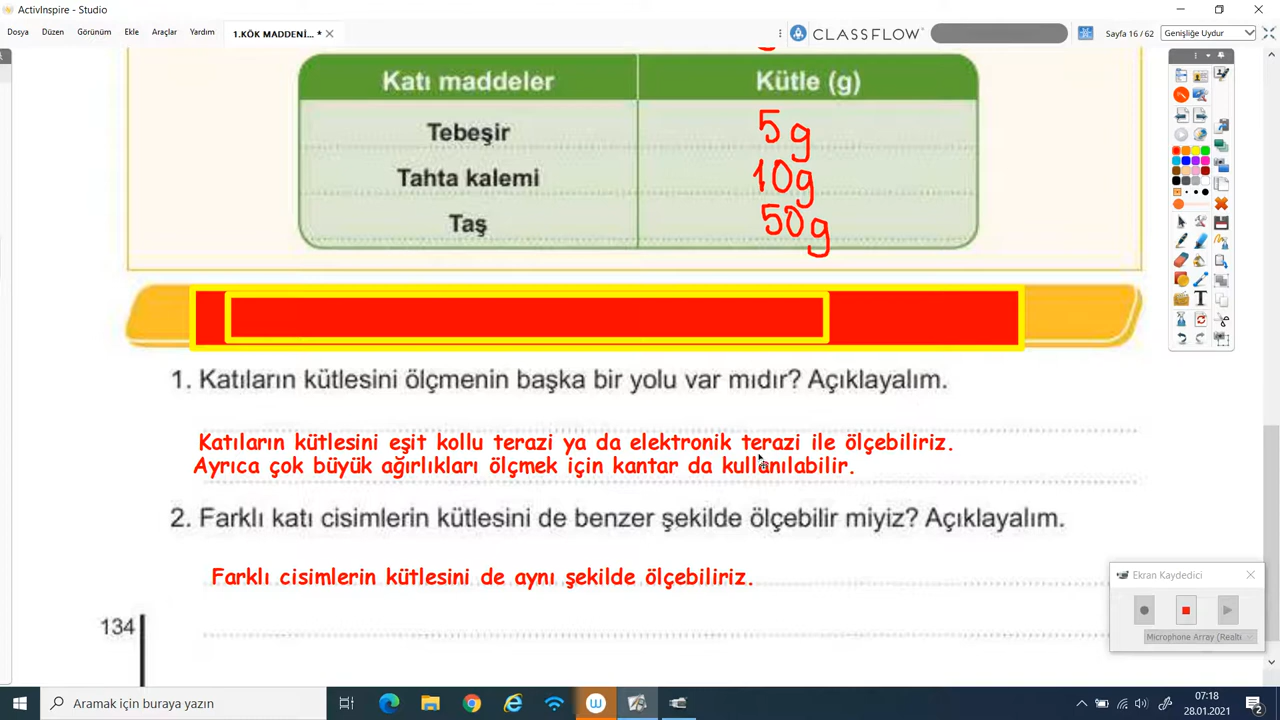 ActivInspire - Studio
Dosya Düzen Görünüm Ekle Araçlar Yardım
1.KÖK MADDENİ... *
CLASSFLOW
Sayfa 16 / 62
Genişliğe Uydur
Katı maddeler Kütle (g)
Tebeşir 5 g
Tahta kalemi 10g
Taş 50g
1. Katıların kütlesini ölçmenin başka bir yolu var mıdır? Açıklayalım.
Katıların kütlesini eşit kollu terazi ya da elektronik terazi ile ölçebiliriz.
Ayrıca çok büyük ağırlıkları ölçmek için kantar da kullanılabilir.
2. Farklı katı cisimlerin kütlesini de benzer şekilde ölçebilir miyiz? Açıklayalım.
Farklı cisimlerin kütlesini de aynı şekilde ölçebiliriz.
134
Ekran Kaydedici
Microphone Array (Realte
Aramak için buraya yazın
07:18
28.01.2021
2